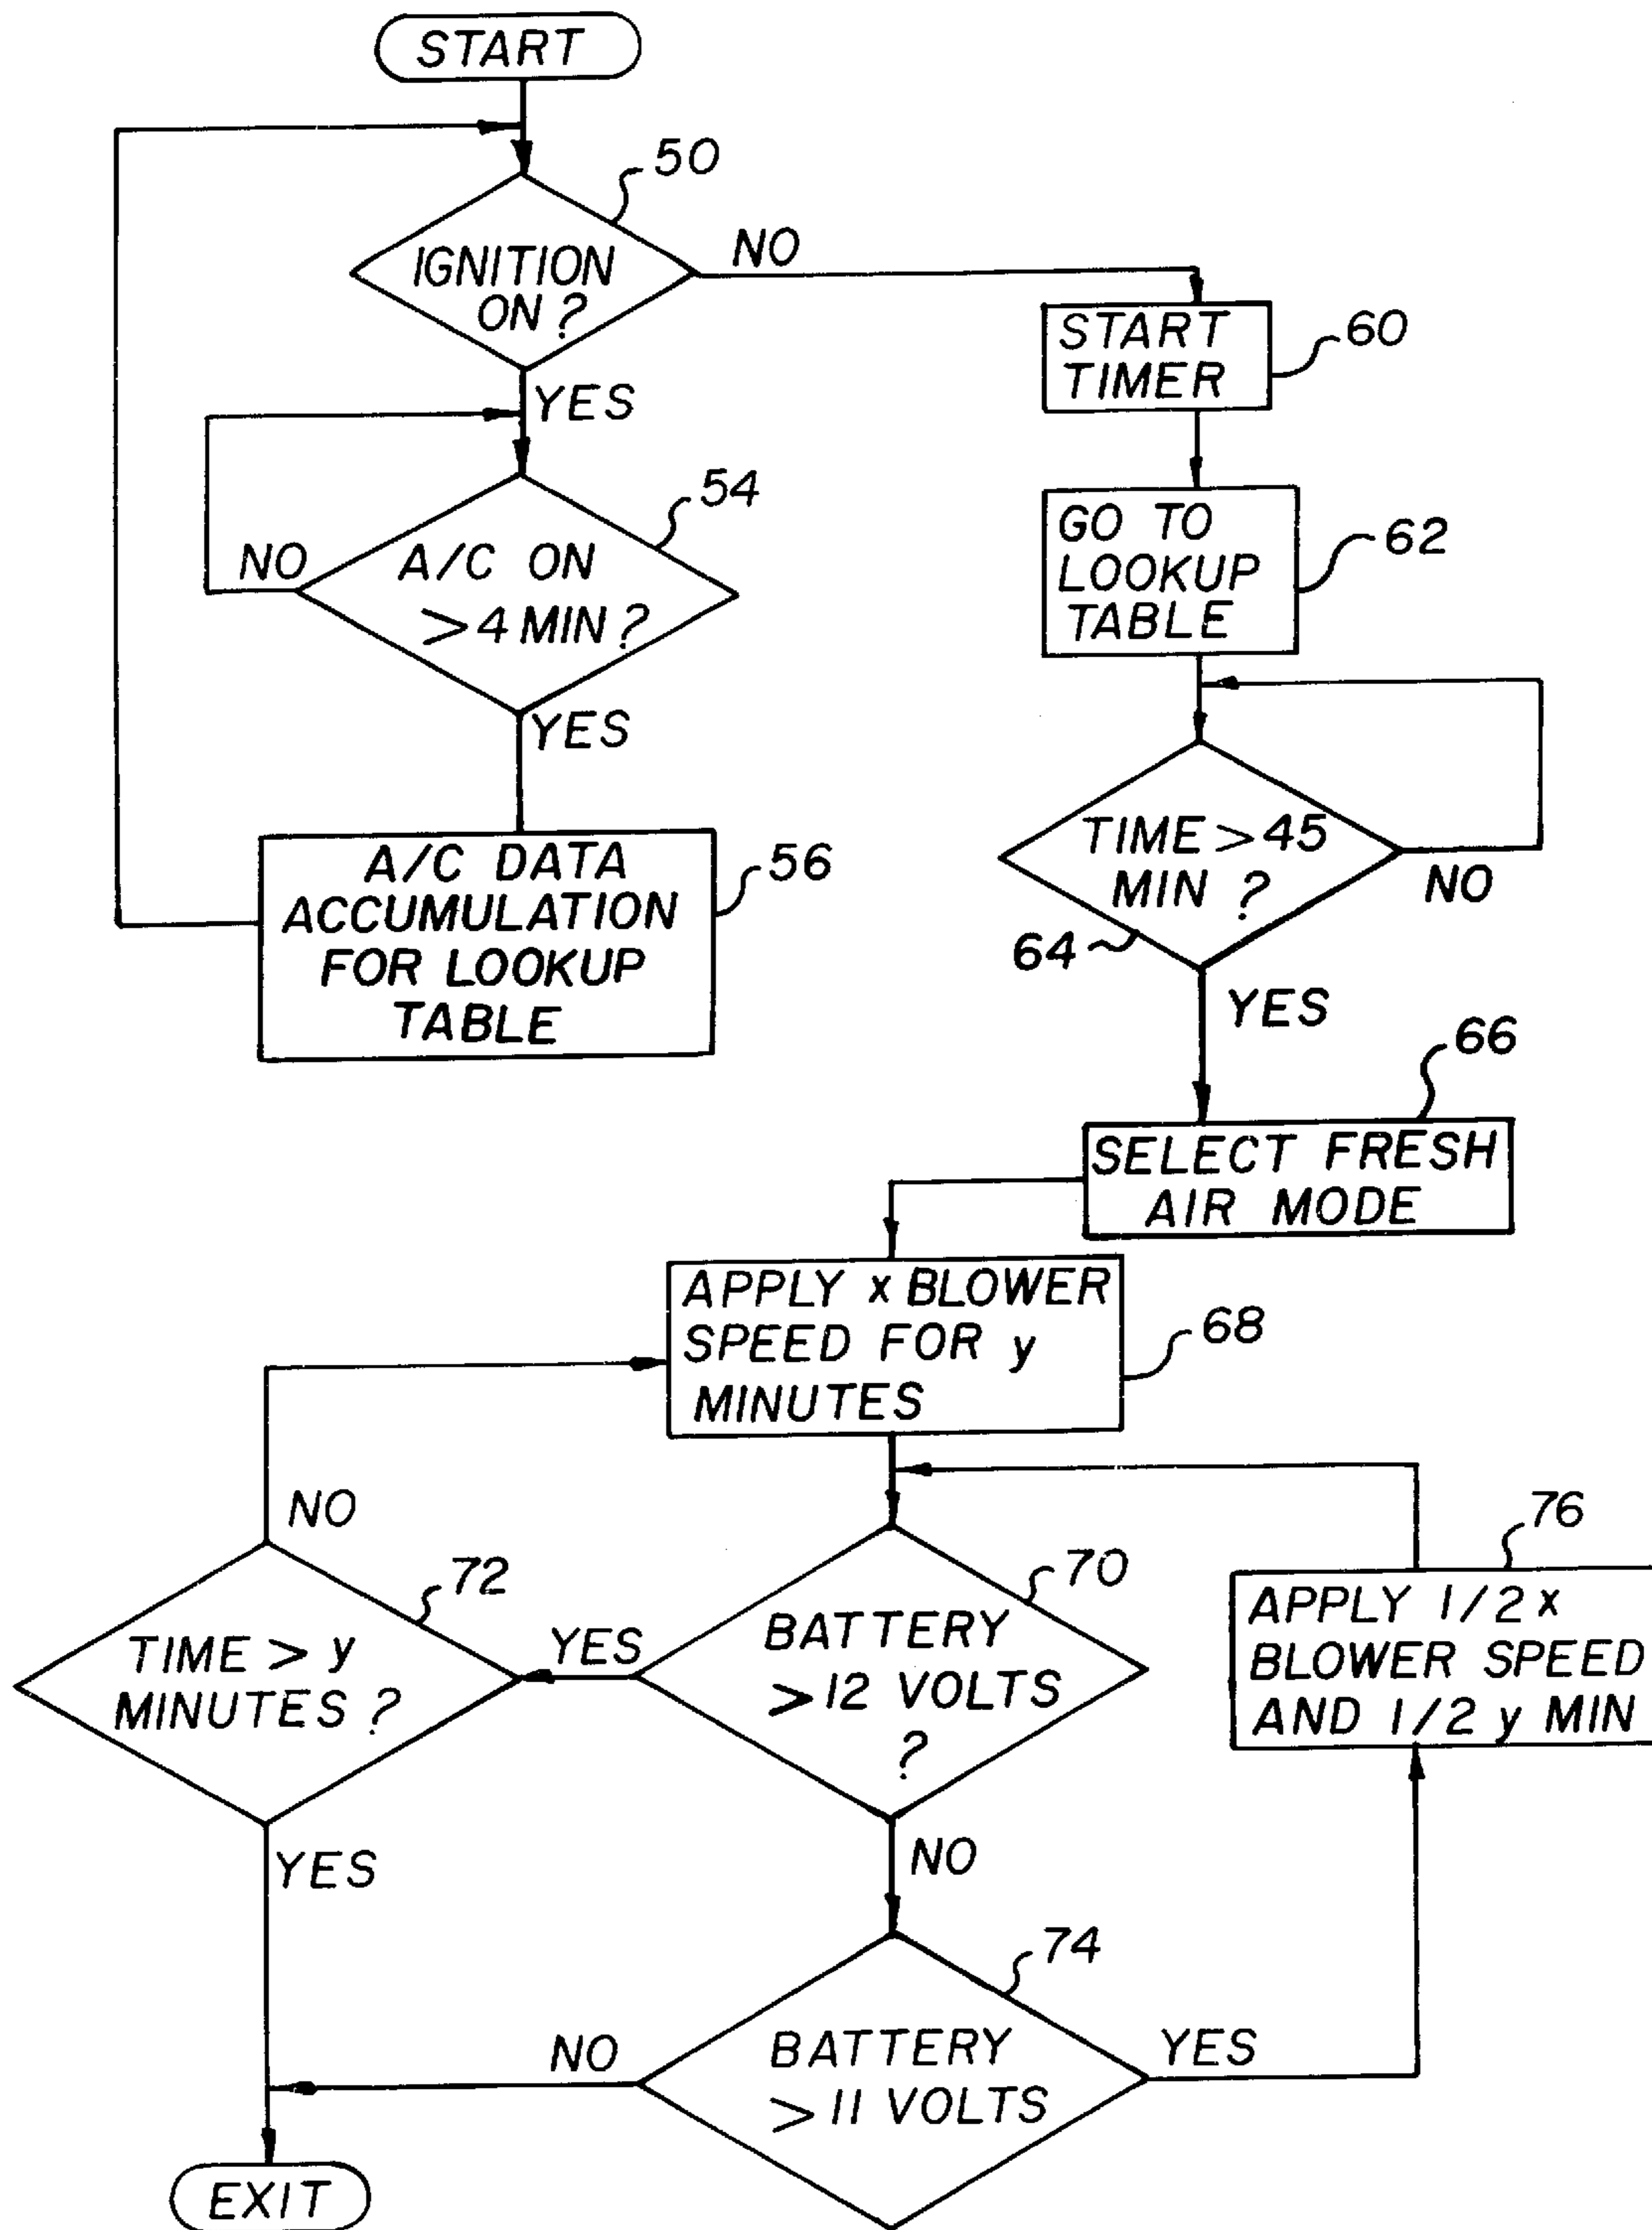 START
50
IGNITION
ON ?
NO
YES
START
TIMER
60
54
A/C ON
>4 MIN ?
NO
YES
GO TO
LOOKUP
TABLE
62
A/C DATA
ACCUMULATION
FOR LOOKUP
TABLE
56
TIME >45
MIN ?
NO
64
YES
66
SELECT FRESH
AIR MODE
APPLY x BLOWER
SPEED FOR y
MINUTES
68
NO
72
TIME > y
MINUTES ?
YES
70
BATTERY
>12 VOLTS
?
76
APPLY 1/2 x
BLOWER SPEED
AND 1/2 y MIN
YES
NO
74
NO
BATTERY
>11 VOLTS
YES
EXIT